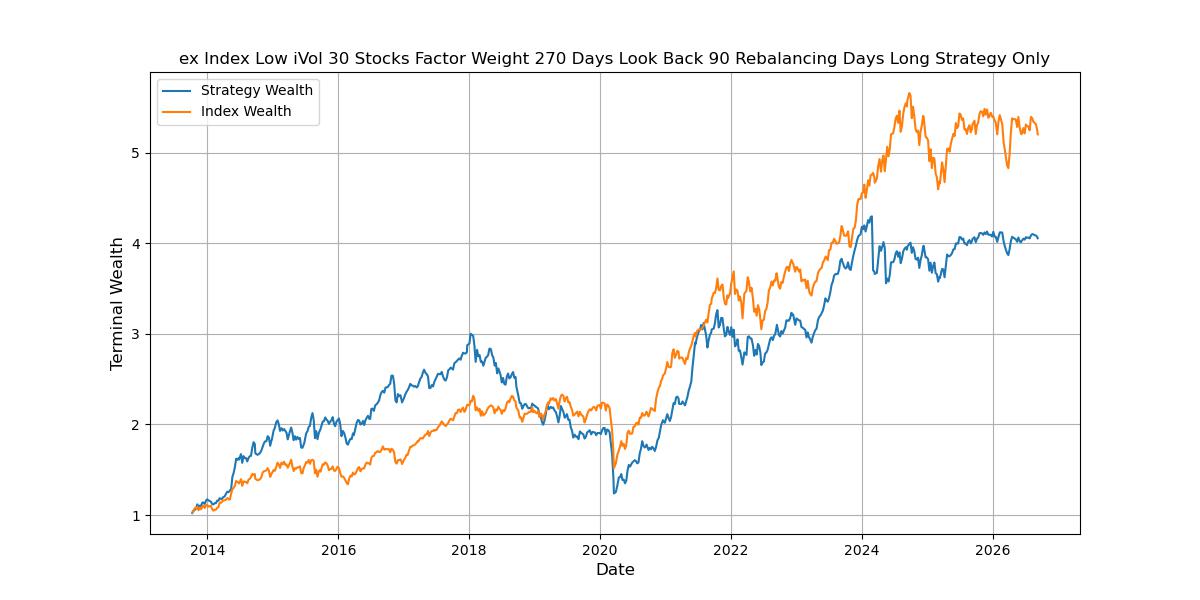 ex Index Low iVol 30 Stocks Factor Weight 270 Days Look Back 90 Rebalancing Days Long Strategy Only
Strategy Wealth
Index Wealth
Terminal Wealth
5
4
3
2
1
2014 2016 2018 2020 2022 2024 2026
Date